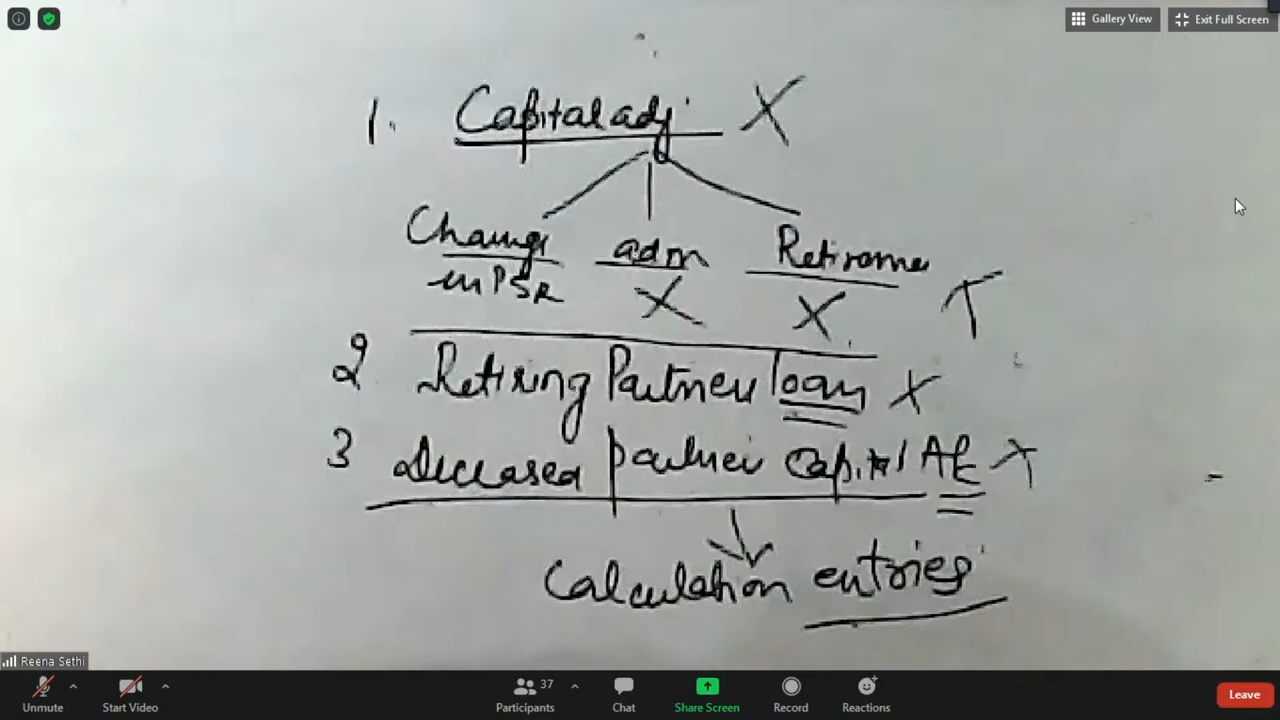 Gallery View Exit Full Screen
1. Capital adj X
Change adm Retireme
in PSR X X
2 Retiring Partner loan X
3 Deceased partner Capital A/c X
Calculation entries
Reena Sethi
Unmute Start Video Participants 37 Chat Share Screen Record Reactions Leave